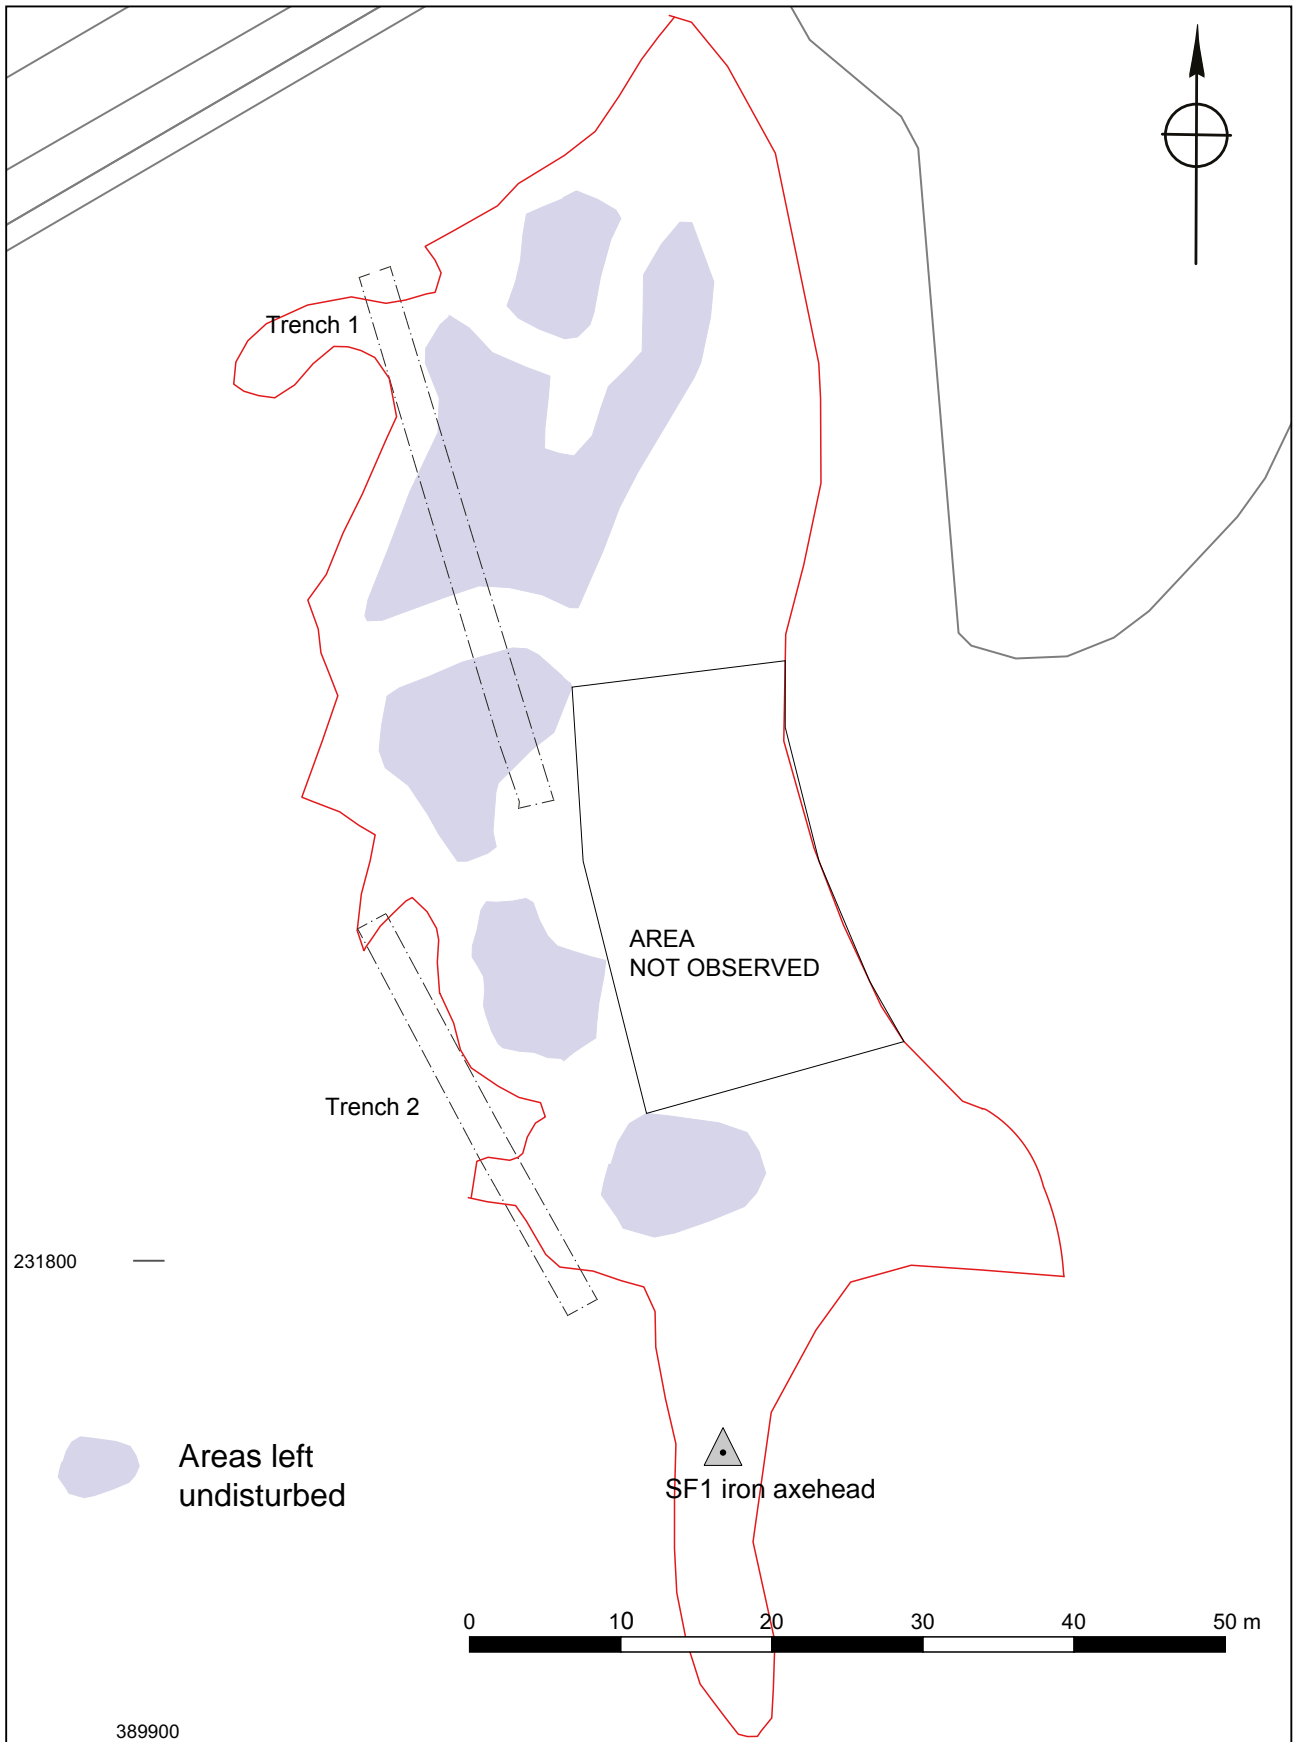 Trench 1
AREA
NOT OBSERVED
Trench 2
231800
Areas left
undisturbed
SF1 iron axehead
0 10 20 30 40 50 m
389900